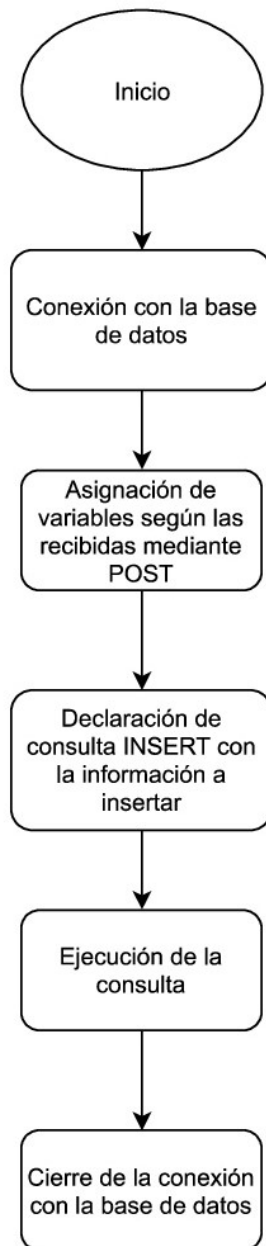 Inicio
Conexión con la base
de datos
Asignación de
variables según las
recibidas mediante
POST
Declaración de
consulta INSERT con
la información a
insertar
Ejecución de la
consulta
Cierre de la conexión
con la base de datos